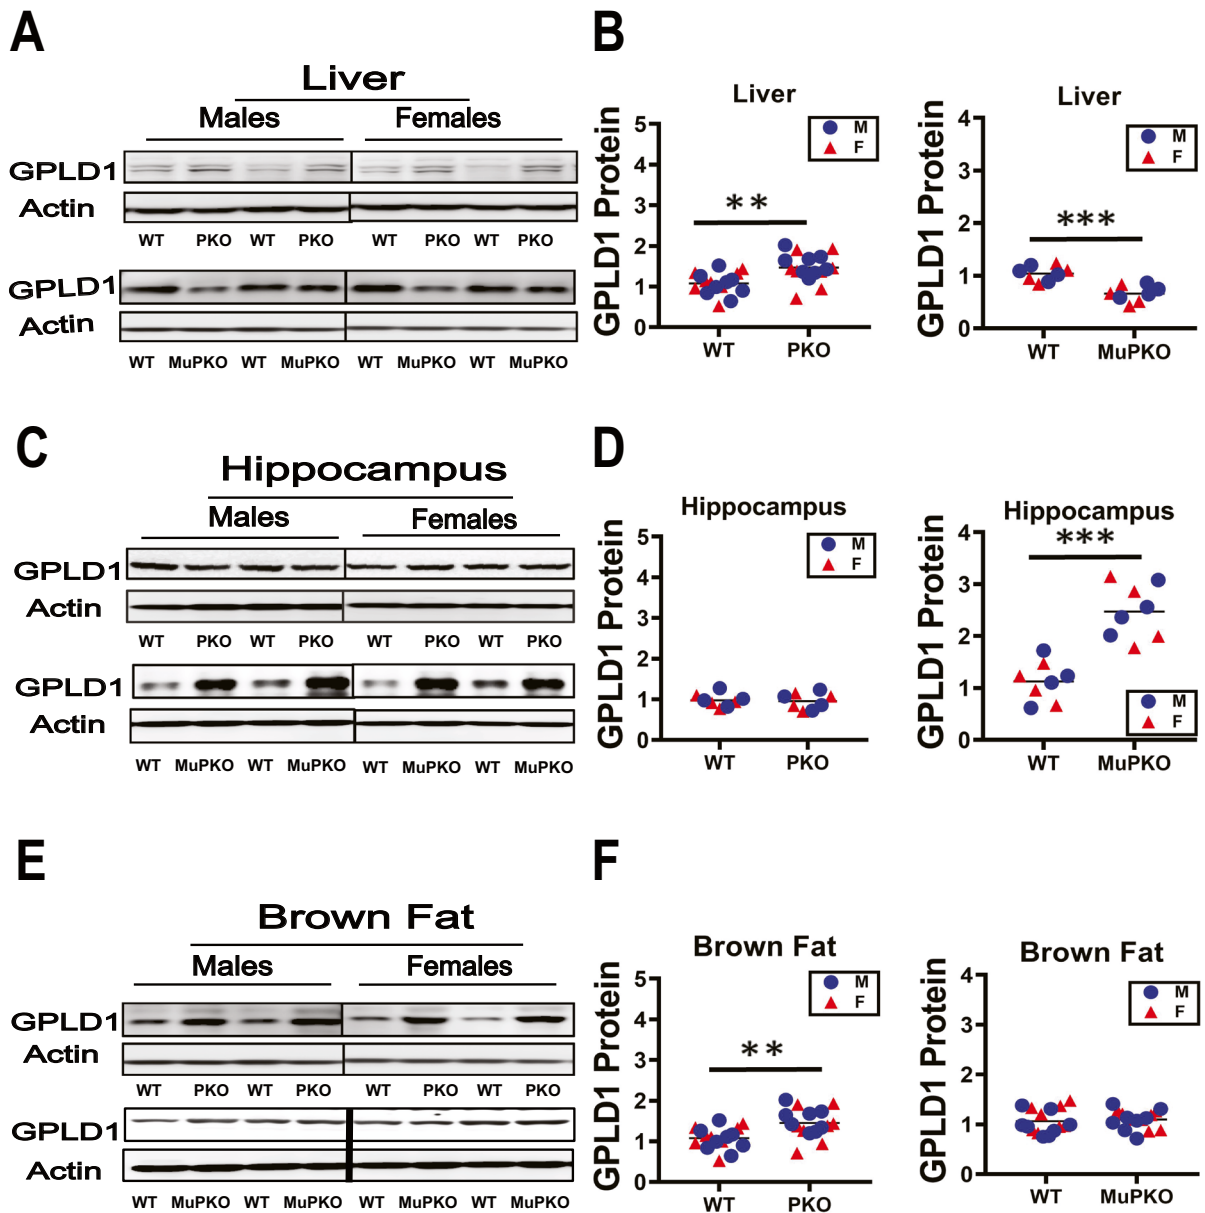 A
Liver
Males Females
GPLD1
Actin
WT PKO WT PKO WT PKO WT PKO
GPLD1
Actin
WT MuPKO WT MuPKO WT MuPKO WT MuPKO
B
Liver
GPLD1 Protein
5
4
3
2
1
0
M
F
**
WT PKO
Liver
GPLD1 Protein
4
3
2
1
0
M
F
***
WT MuPKO
C
Hippocampus
Males Females
GPLD1
Actin
WT PKO WT PKO WT PKO WT PKO
GPLD1
Actin
WT MuPKO WT MuPKO WT MuPKO WT MuPKO
D
Hippocampus
GPLD1 Protein
5
4
3
2
1
0
M
F
WT PKO
Hippocampus
GPLD1 Protein
4
3
2
1
0
***
M
F
WT MuPKO
E
Brown Fat
Males Females
GPLD1
Actin
WT PKO WT PKO WT PKO WT PKO
GPLD1
Actin
WT MuPKO WT MuPKO WT MuPKO WT MuPKO
F
Brown Fat
GPLD1 Protein
5
4
3
2
1
0
M
F
**
WT PKO
Brown Fat
GPLD1 Protein
4
3
2
1
0
M
F
WT MuPKO